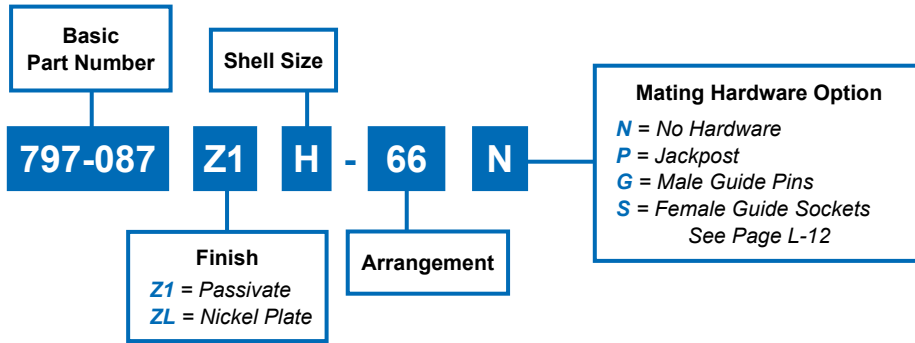 Basic
Part Number
Shell Size
797-087 Z1 H - 66 N
Finish
Z1 = Passivate
ZL = Nickel Plate
Arrangement
Mating Hardware Option
N = No Hardware
P = Jackpost
G = Male Guide Pins
S = Female Guide Sockets
See Page L-12